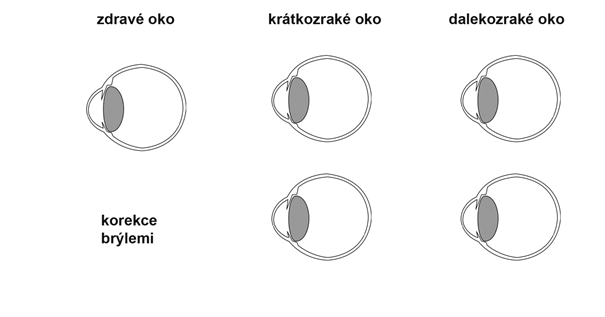 zdravé oko
krátkozraké oko
dalekozraké oko
korekce
brýlemi